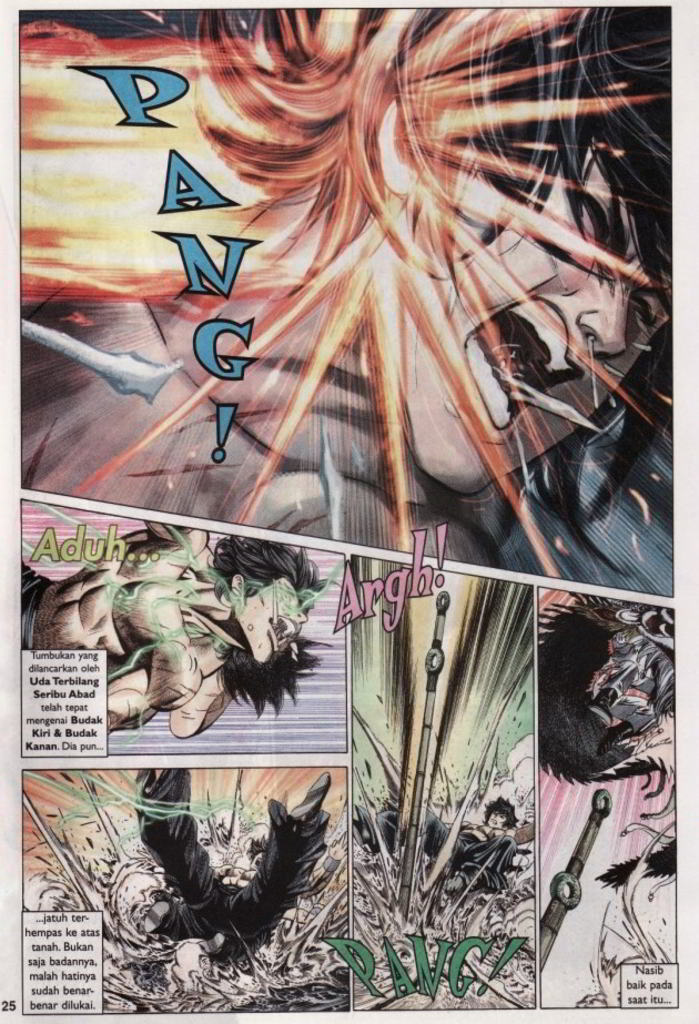 PANG!
Aduh...
Argh!
Tumbukan yang
dilancarkan oleh
Uda Terbilang
Seribu Abad
telah tepat
mengenai Budak
Kiri & Budak
Kanan. Dia pun...
...jatuh ter-
hempas ke atas
tanah. Bukan
saja badannya,
malah hatinya
sudah benar-
benar dilukai.
PANG!
Nasib
baik pada
saat itu...
25